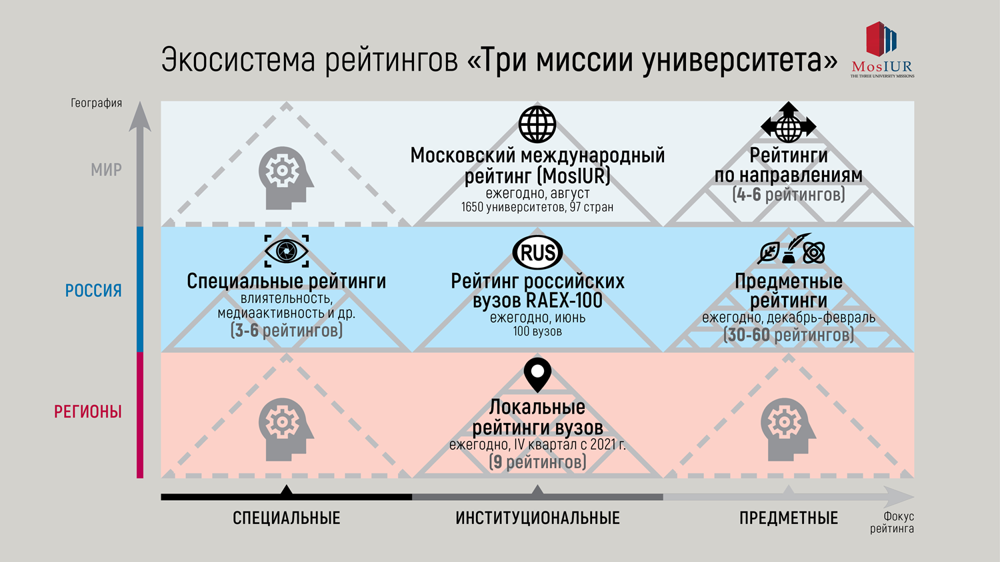 Экосистема рейтингов «Три миссии университета»
MosIUR
THE THREE UNIVERSITY MISSIONS
География
МИР
Московский международный
рейтинг (MosIUR)
ежегодно, август
1650 университетов, 97 стран
Рейтинги
по направлениям
(4-6 рейтингов)
РОССИЯ
Специальные рейтинги
влиятельность,
медиаактивность и др.
(3-6 рейтингов)
RUS
Рейтинг российских
вузов RAEX-100
ежегодно, июнь
100 вузов
Предметные
рейтинги
ежегодно, декабрь-февраль
(30-60 рейтингов)
РЕГИОНЫ
Локальные
рейтинги вузов
ежегодно, IV квартал с 2021 г.
(9 рейтингов)
СПЕЦИАЛЬНЫЕ
ИНСТИТУЦИОНАЛЬНЫЕ
ПРЕДМЕТНЫЕ
Фокус
рейтинга